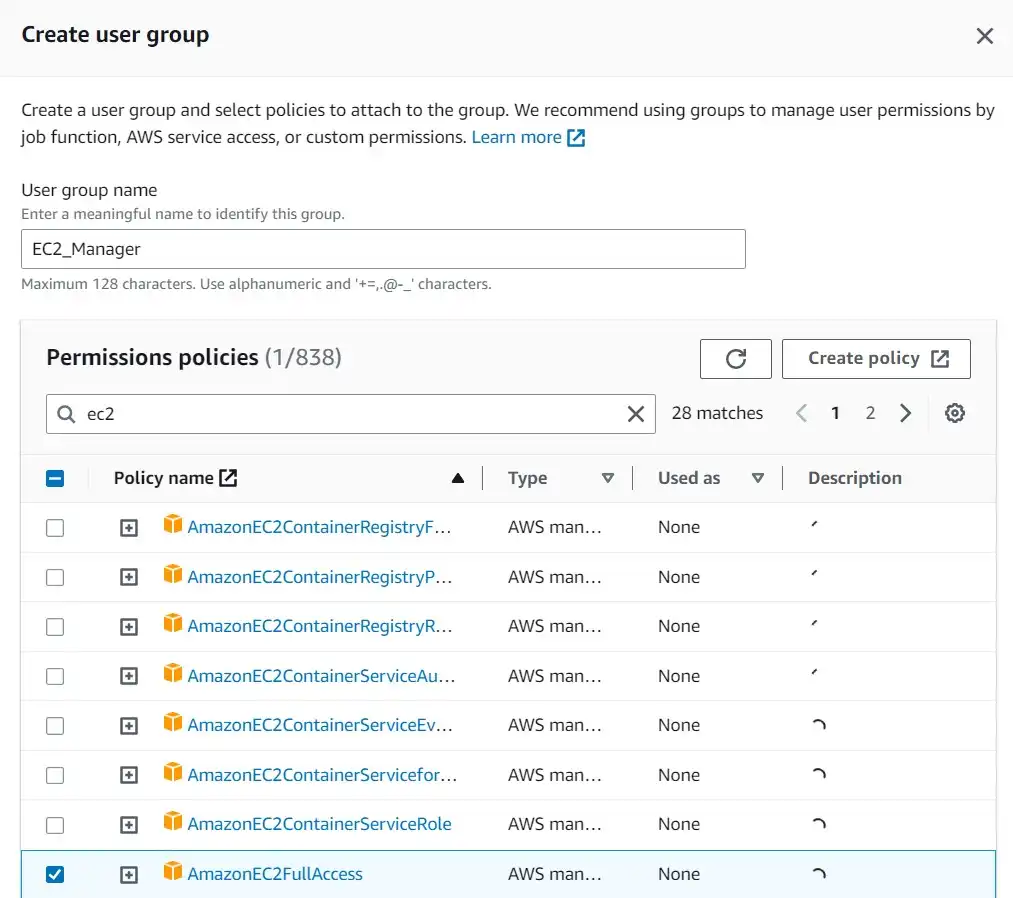 Create user group
Create a user group and select policies to attach to the group. We recommend using groups to manage user permissions by
job function, AWS service access, or custom permissions. Learn more
User group name
Enter a meaningful name to identify this group.
EC2_Manager
Maximum 128 characters. Use alphanumeric and '+=,.@-_' characters.
Permissions policies (1/838)
Create policy
ec2
28 matches
1 2
Policy name Type Used as Description
AmazonEC2ContainerRegistryF... AWS man... None
AmazonEC2ContainerRegistryP... AWS man... None
AmazonEC2ContainerRegistryR... AWS man... None
AmazonEC2ContainerServiceAu... AWS man... None
AmazonEC2ContainerServiceEv... AWS man... None
AmazonEC2ContainerServicefor... AWS man... None
AmazonEC2ContainerServiceRole AWS man... None
AmazonEC2FullAccess AWS man... None